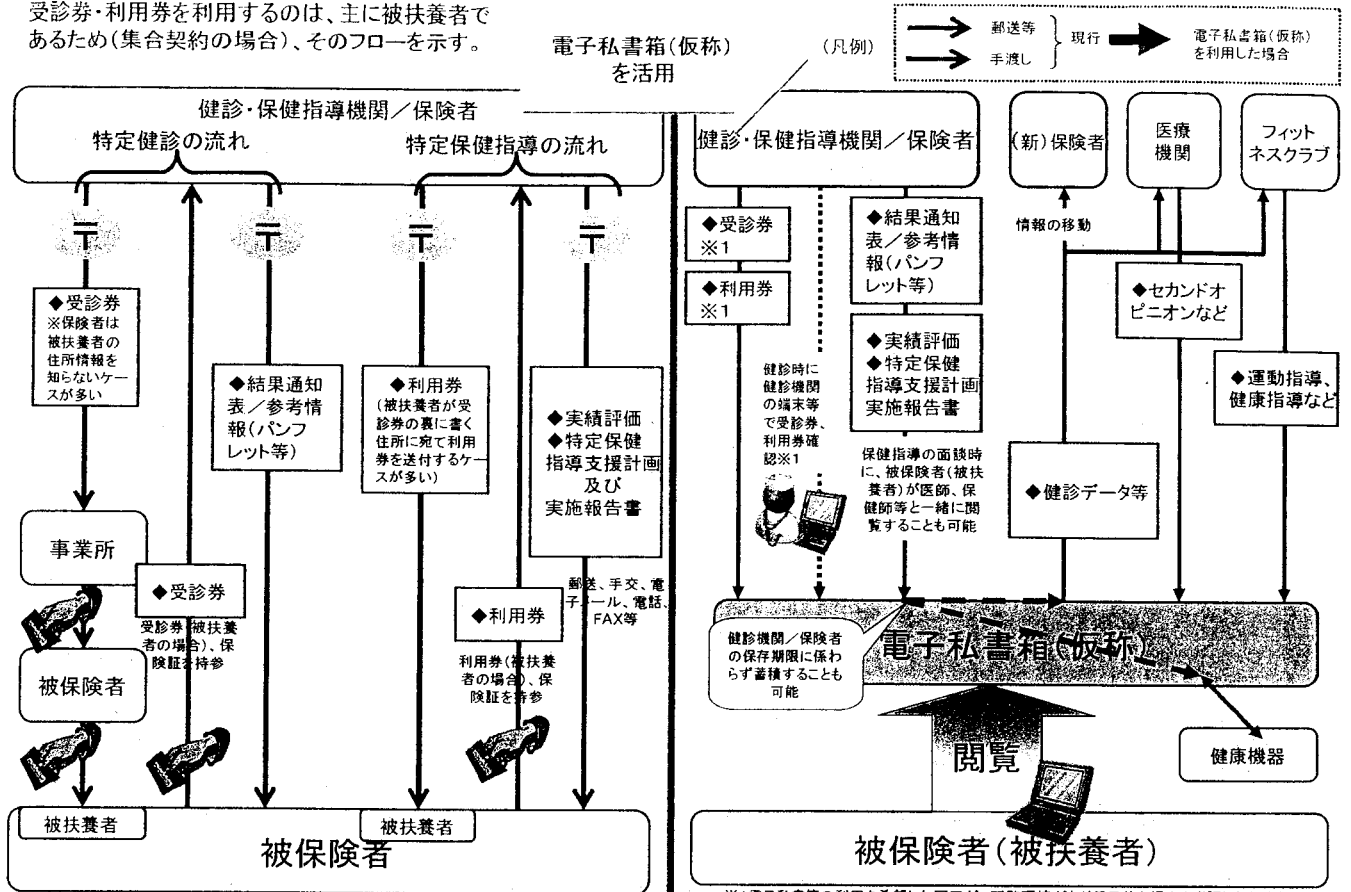 受診券・利用券を利用するのは、主に被扶養者で
あるため(集合契約の場合)、そのフローを示す。
電子私書箱(仮称)
を活用
(凡例)
郵送等
手渡し
現行
電子私書箱(仮称)
を利用した場合
健診・保健指導機関/保険者
特定健診の流れ
特定保健指導の流れ
〒
〒
〒
〒
◆受診券
※保険者は
被扶養者の
住所情報を
知らないケー
スが多い
◆結果通知
表/参考情
報(パンフ
レット等)
◆利用券
(被扶養者が受
診券の裏に書く
住所に宛て利用
券を送付するケー
スが多い)
◆実績評価
◆特定保健
指導支援計画
及び
実施報告書
事業所
◆受診券
受診券(被扶養
者の場合)、保
険証を持参
◆利用券
利用券(被扶養
者の場合)、保
険証を持参
郵送、手交、電
子メール、電話、
FAX等
被保険者
被扶養者
被扶養者
被保険者
健診・保健指導機関/保険者
(新)保険者
医療
機関
フィット
ネスクラブ
◆受診券
※1
◆利用券
※1
◆結果通知
表/参考情
報(パンフ
レット等)
◆実績評価
◆特定保健
指導支援計画
実施報告書
健診時に
健診機関
の端末等
で受診券、
利用券確
認※1
保健指導の面談時
に、被保険者(被扶
養者)が医師、保
健師等と一緒に閲
覧することも可能
情報の移動
◆セカンドオ
ピニオンなど
◆運動指導、
健康指導など
◆健診データ等
健診機関/保険者
の保存期限に係わ
らず蓄積することも
可能
電子私書箱(仮称)
閲覧
健康機器
被保険者(被扶養者)